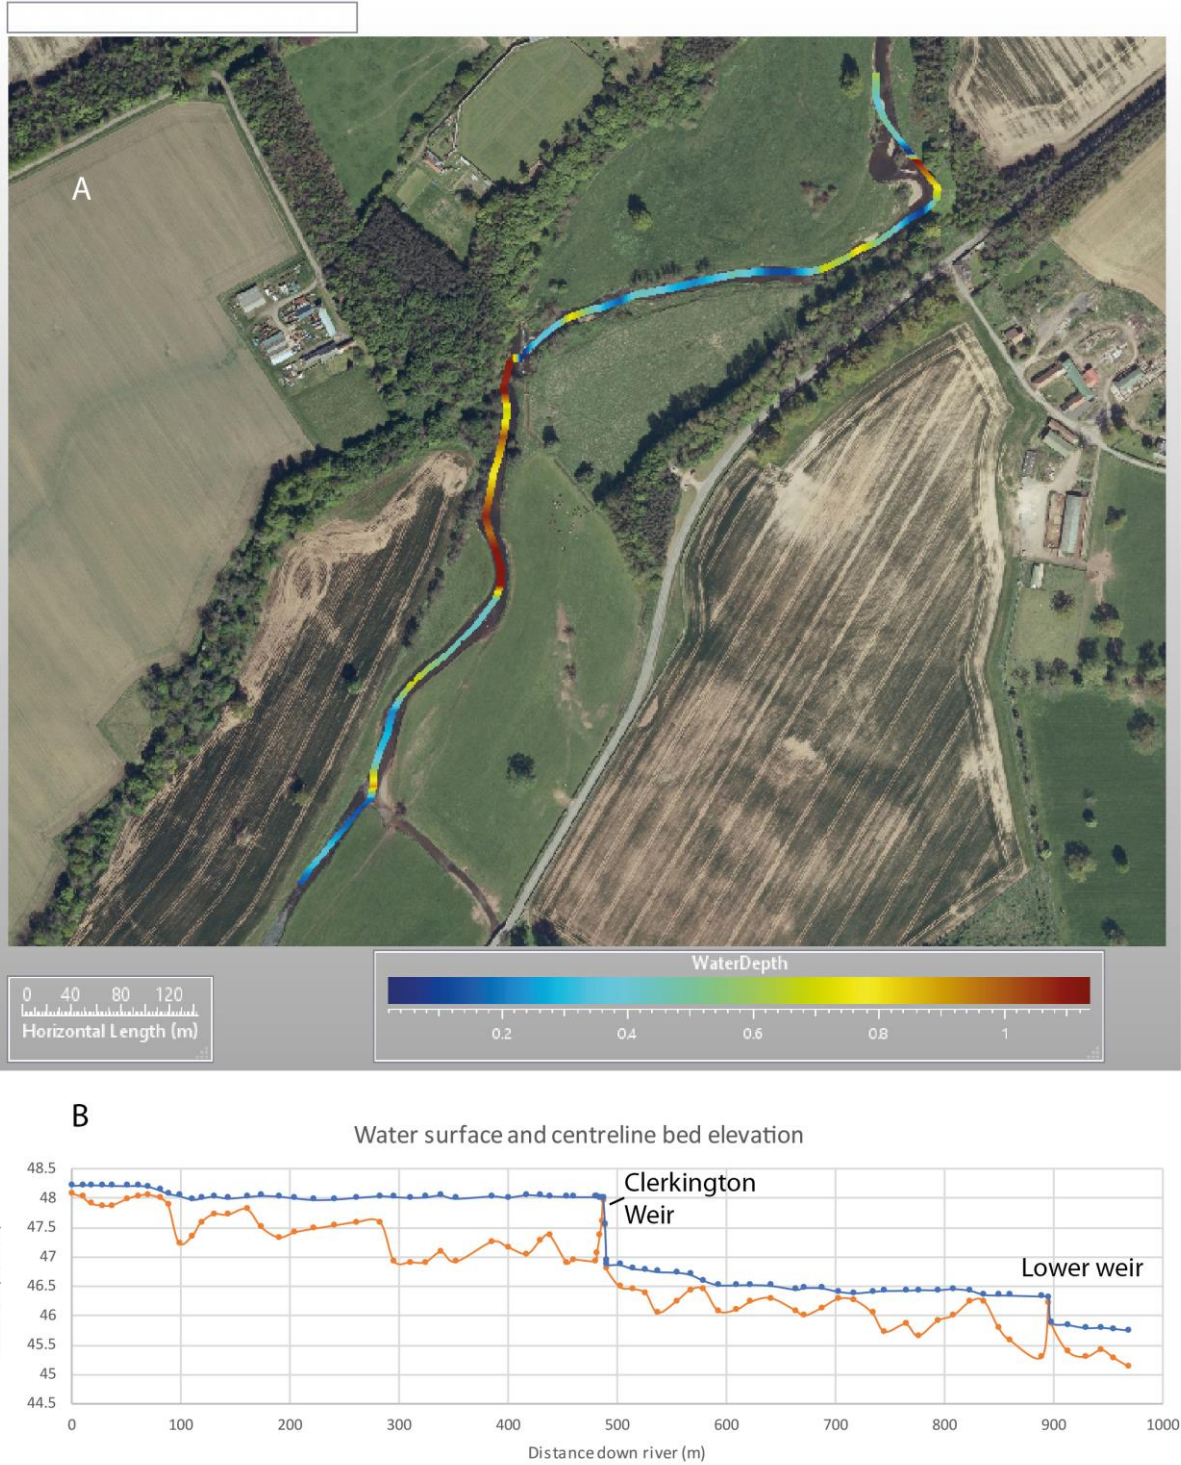 A
WaterDepth
0 40 80 120
Horizontal Length (m)
0.2 0.4 0.6 0.8 1
B
Water surface and centreline bed elevation
48.5
48
47.5
47
46.5
46
45.5
45
44.5
Clerkington
Weir
Lower weir
0 100 200 300 400 500 600 700 800 900 1000
Distance down river (m)